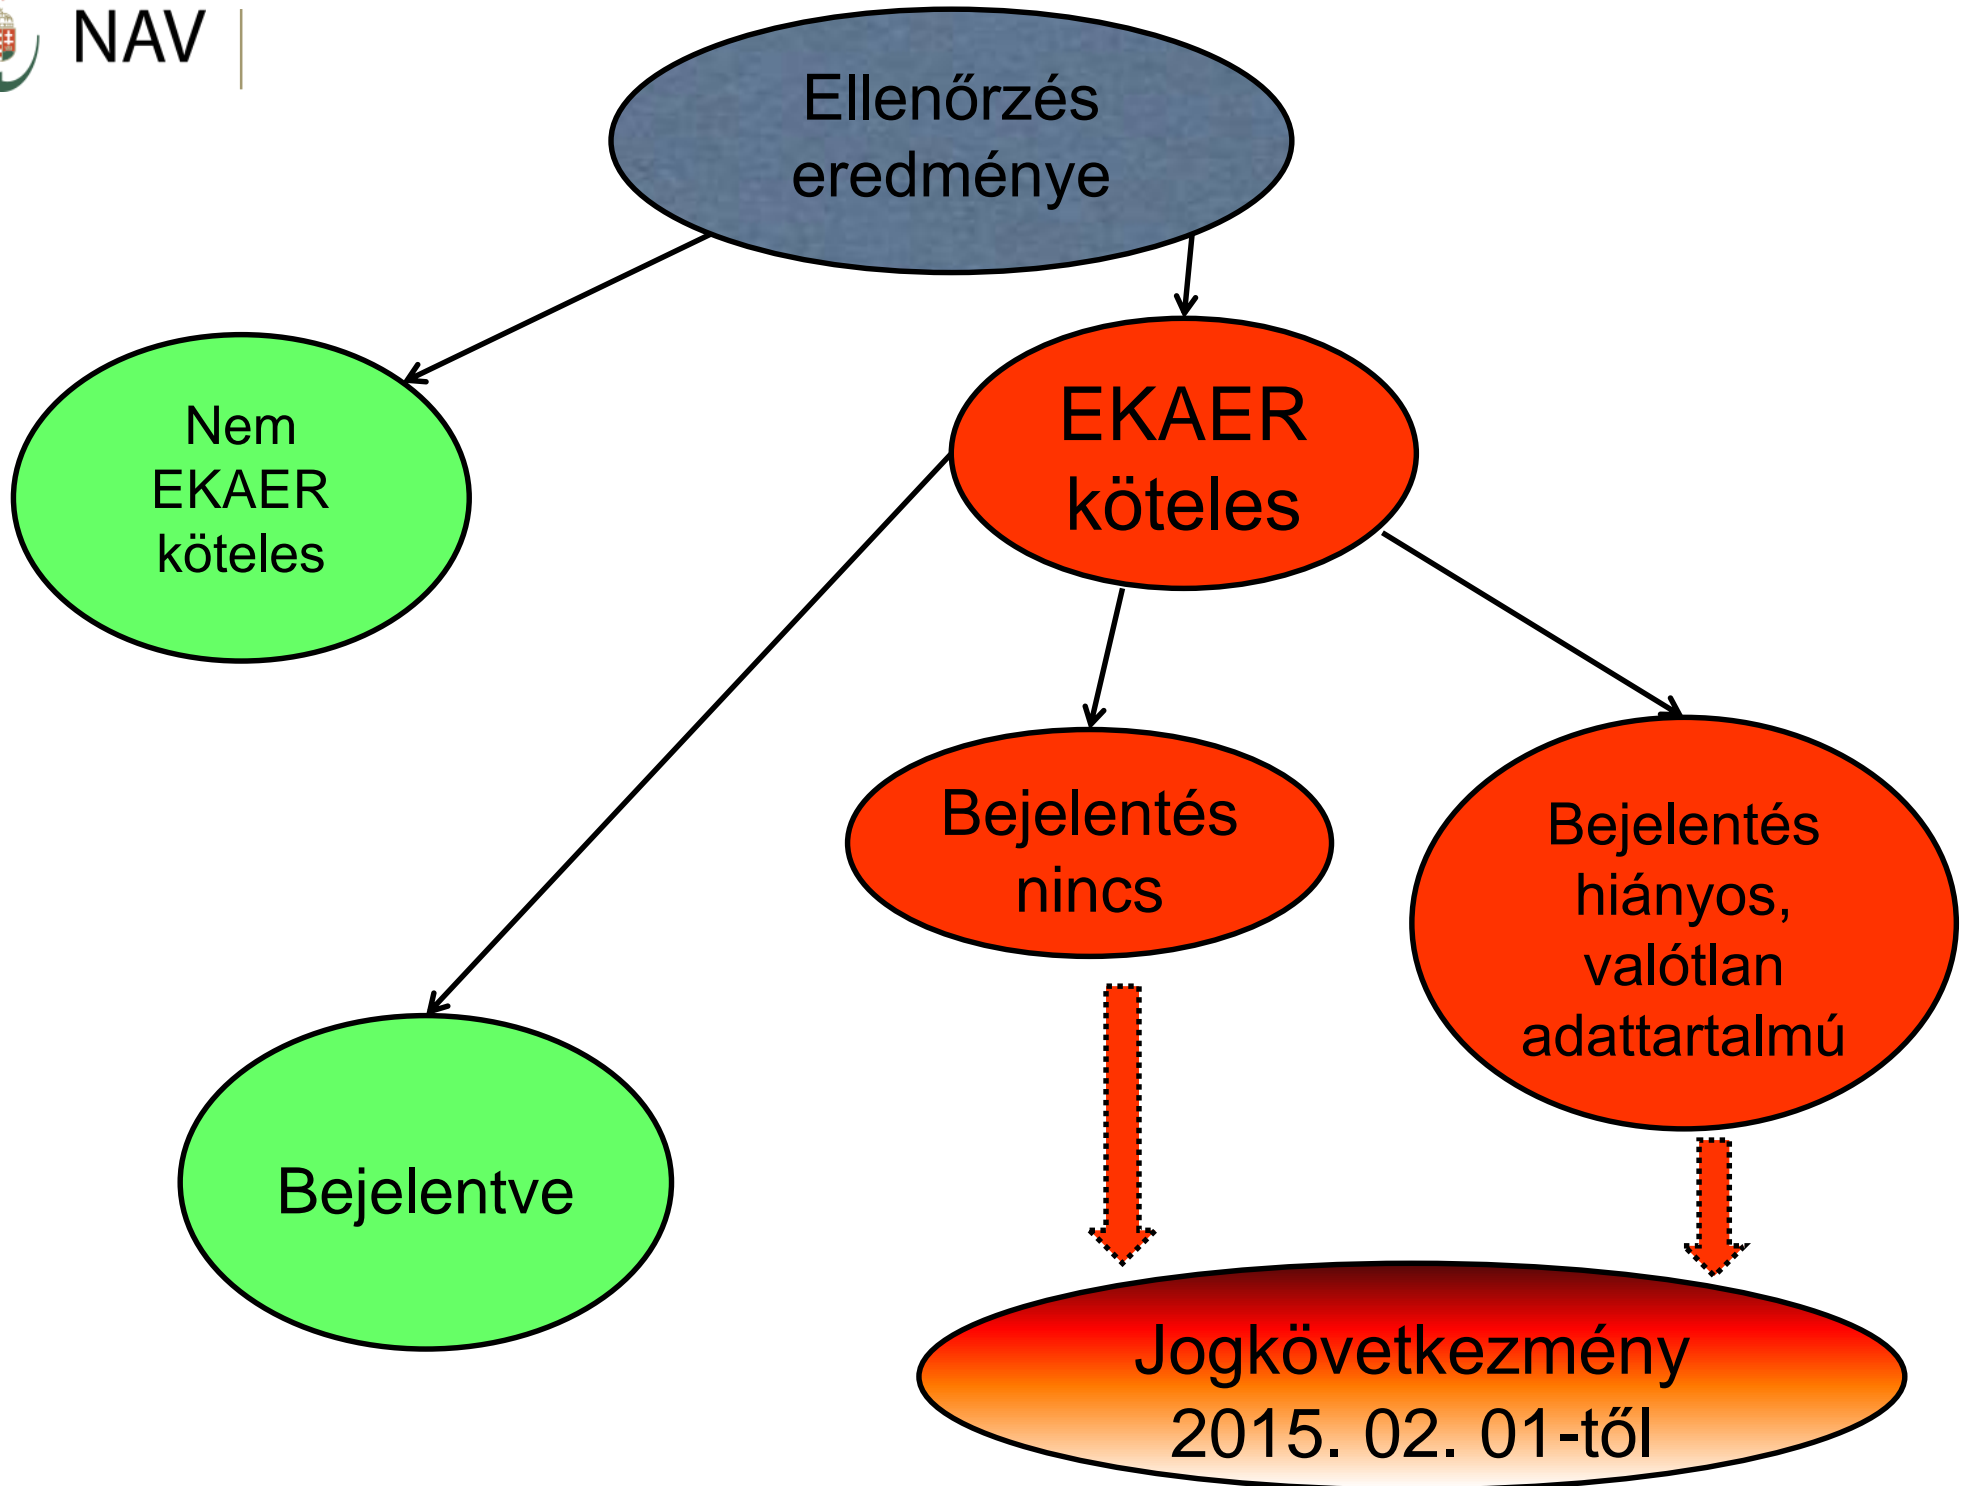 NAV
Ellenőrzés
eredménye
Nem
EKAER
köteles
EKAER
köteles
Bejelentés
nincs
Bejelentés
hiányos,
valótlan
adattartalmú
Bejelentve
Jogkövetkezmény
2015. 02. 01-től